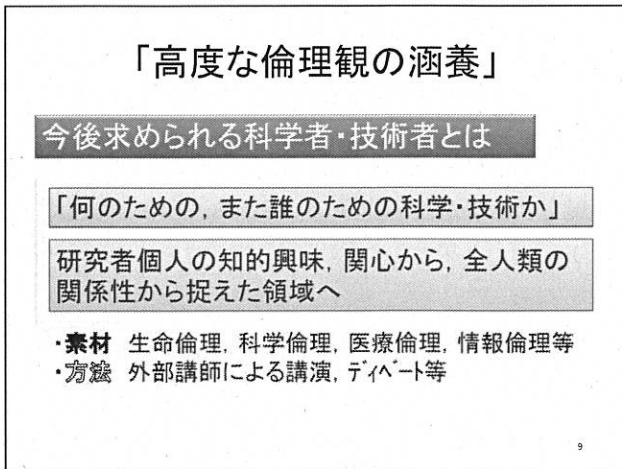 「高度な倫理観の涵養」
今後求められる科学者・技術者とは
「何のための，また誰のための科学・技術か」
研究者個人の知的興味，関心から，全人類の
関係性から捉えた領域へ
・素材 生命倫理，科学倫理，医療倫理，情報倫理等
・方法 外部講師による講演，ディベート等
9